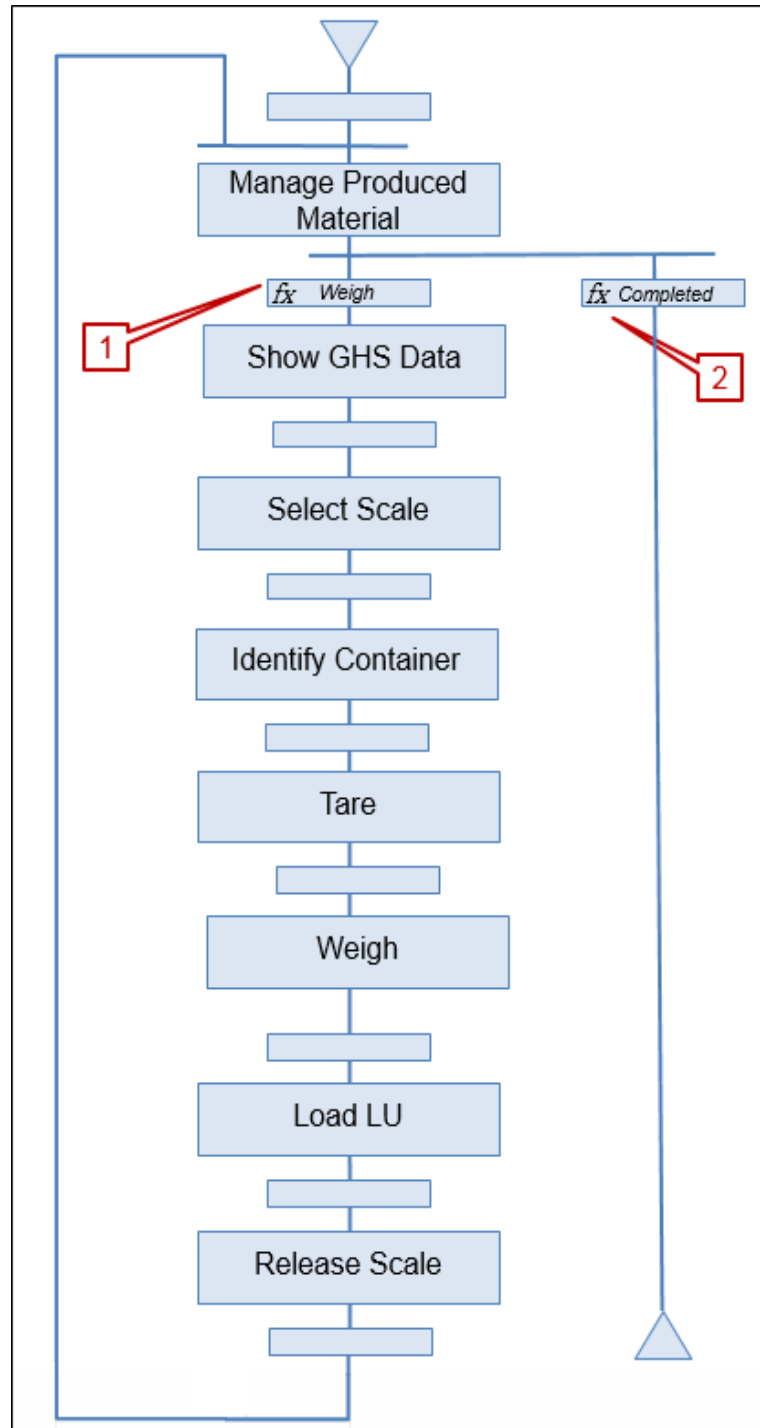 Manage Produced
Material
fx Weigh
fx Completed
1
2
Show GHS Data
Select Scale
Identify Container
Tare
Weigh
Load LU
Release Scale